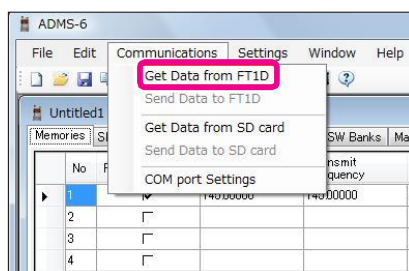 ADMS-6
File Edit Communications Settings Window Help
Get Data from FT1D
Send Data to FT1D
Get Data from SD card
Send Data to SD card
COM port Settings
Untitled1
Memories SW Banks
No
1 145.00000 145.00000
2
3
4